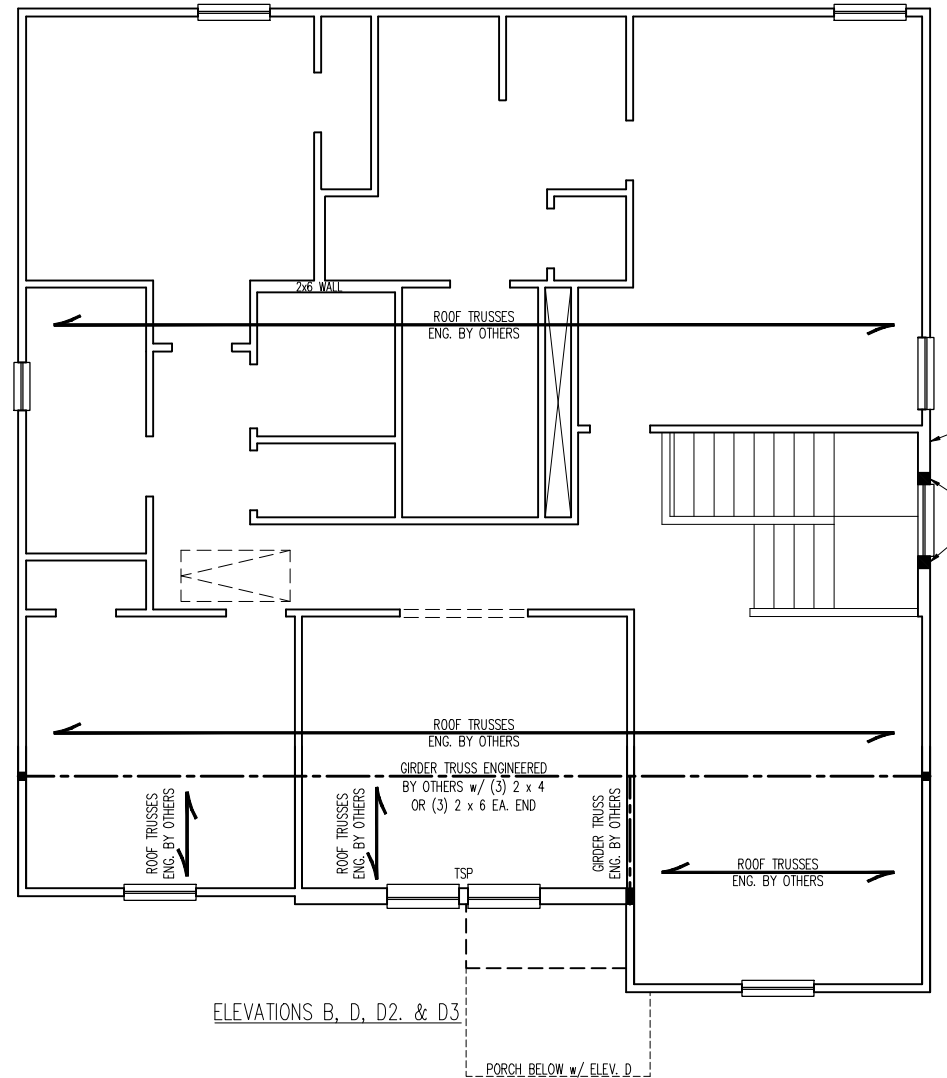 2x6 WALL
ROOF TRUSSES
ENG. BY OTHERS
ROOF TRUSSES
ENG. BY OTHERS
GIRDER TRUSS ENGINEERED
BY OTHERS w/ (3) 2 x 4
OR (3) 2 x 6 EA. END
ROOF TRUSSES
ENG. BY OTHERS
ROOF TRUSSES
ENG. BY OTHERS
GIRDER TRUSS
ENG. BY OTHERS
ROOF TRUSSES
ENG. BY OTHERS
TSP
ELEVATIONS B, D, D2. & D3
PORCH BELOW w/ ELEV. D